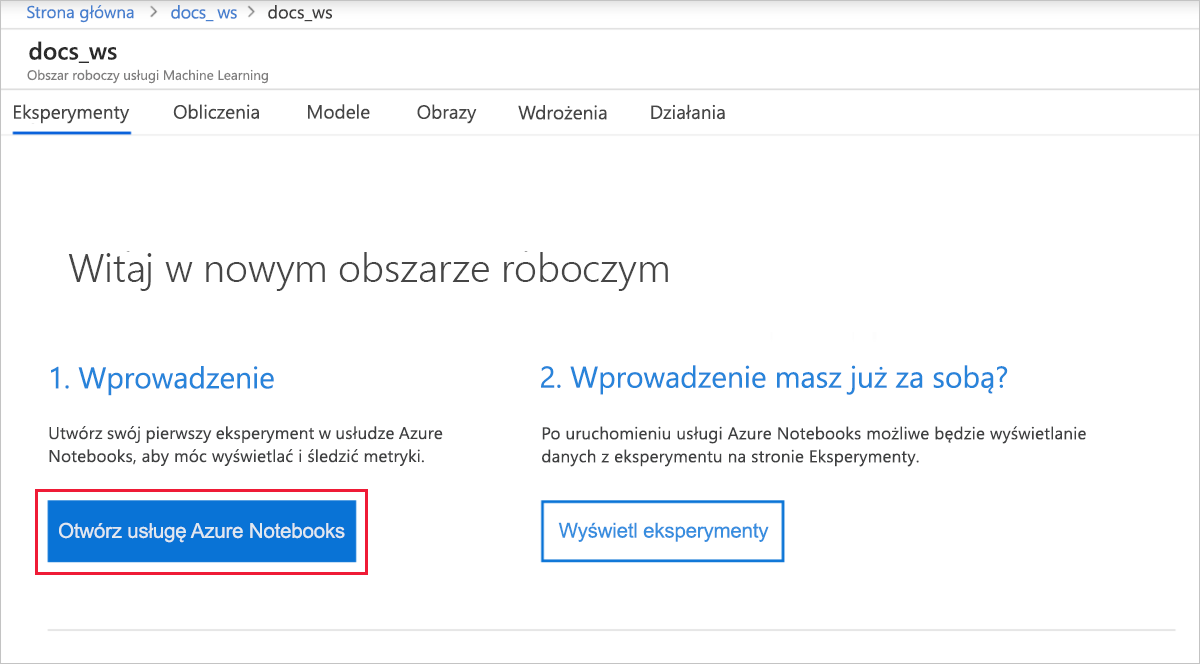 Strona główna > docs_ ws > docs_ws
docs_ws
Obszar roboczy usługi Machine Learning
Eksperymenty Obliczenia Modele Obrazy Wdrożenia Działania
Witaj w nowym obszarze roboczym
1. Wprowadzenie
Utwórz swój pierwszy eksperyment w usłudze Azure
Notebooks, aby móc wyświetlać i śledzić metryki.
Otwórz usługę Azure Notebooks
2. Wprowadzenie masz już za sobą?
Po uruchomieniu usługi Azure Notebooks możliwe będzie wyświetlanie
danych z eksperymentu na stronie Eksperymenty.
Wyświetl eksperymenty